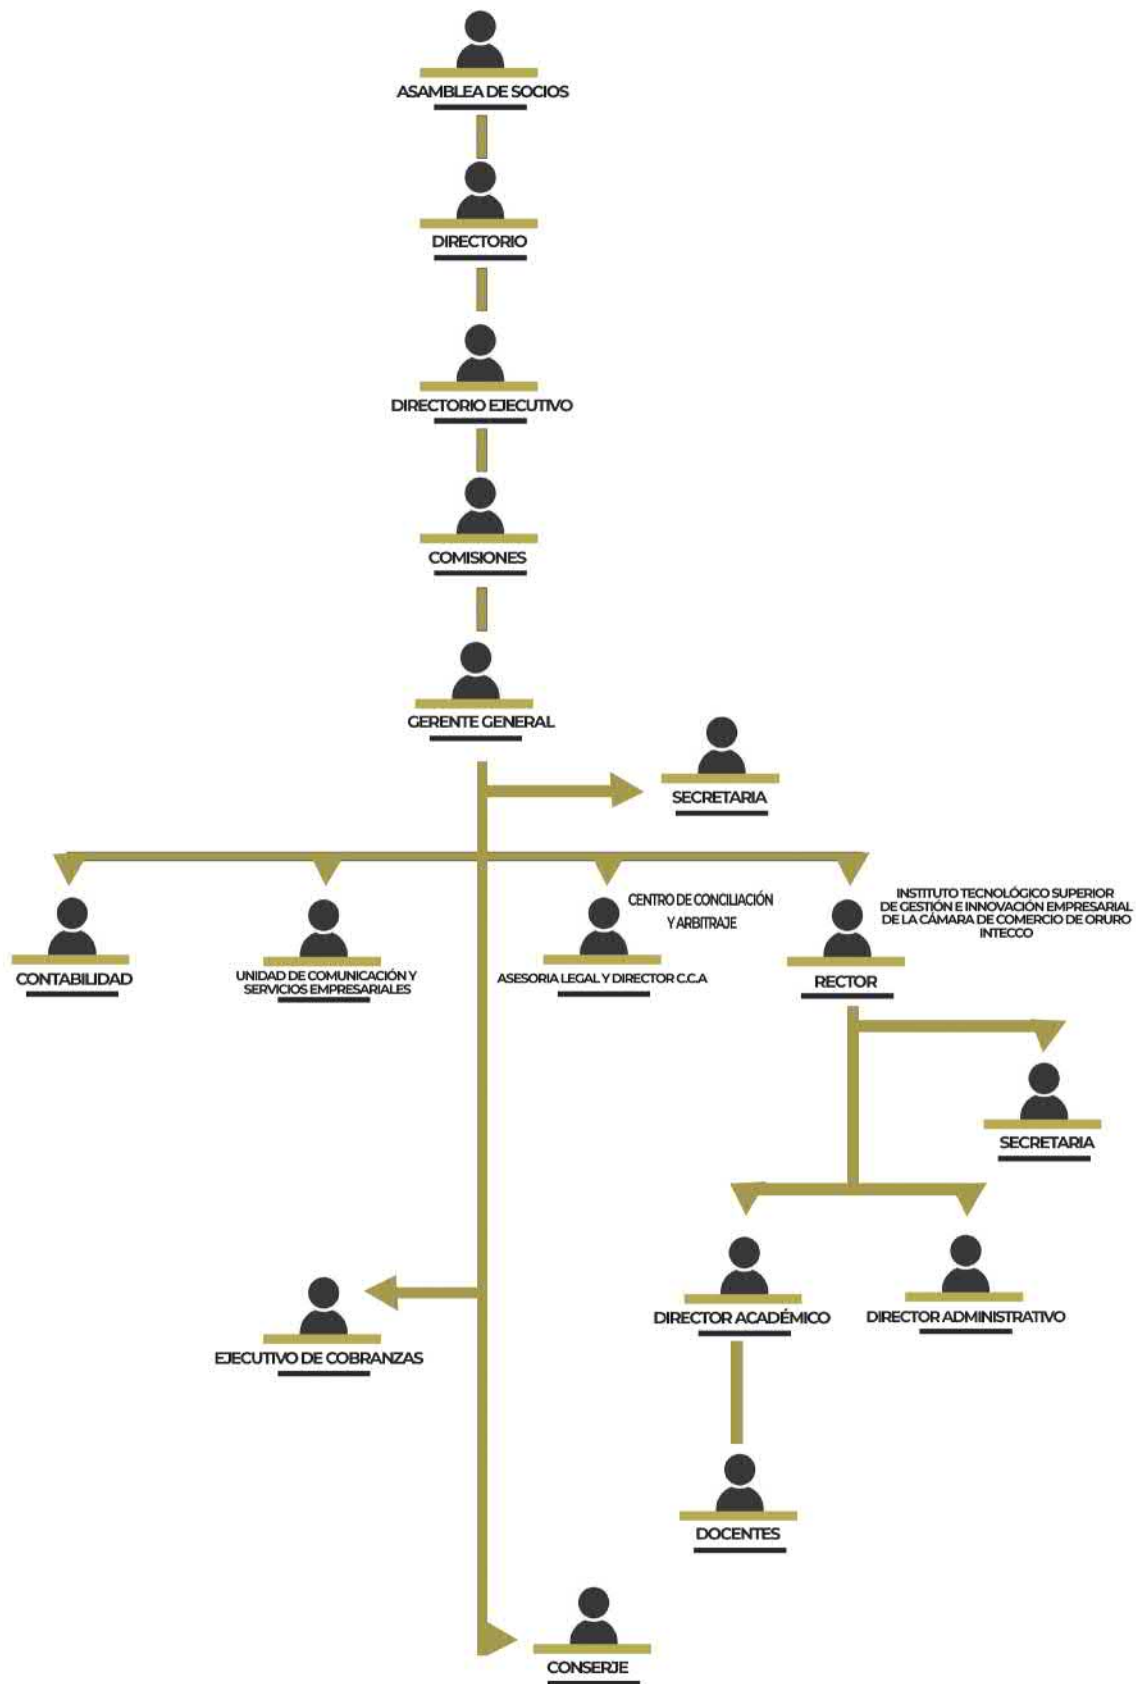 ASAMBLEA DE SOCIOS
DIRECTORIO
DIRECTORIO EJECUTIVO
COMISIONES
GERENTE GENERAL
SECRETARIA
CONTABILIDAD
UNIDAD DE COMUNICACIÓN Y
SERVICIOS EMPRESARIALES
CENTRO DE CONCILIACIÓN
Y ARBITRAJE
ASESORIA LEGAL Y DIRECTOR C.C.A
INSTITUTO TECNOLÓGICO SUPERIOR
DE GESTIÓN E INNOVACIÓN EMPRESARIAL
DE LA CÁMARA DE COMERCIO DE ORURO
INTECCO
RECTOR
SECRETARIA
DIRECTOR ACADÉMICO
DIRECTOR ADMINISTRATIVO
EJECUTIVO DE COBRANZAS
DOCENTES
CONSERJE